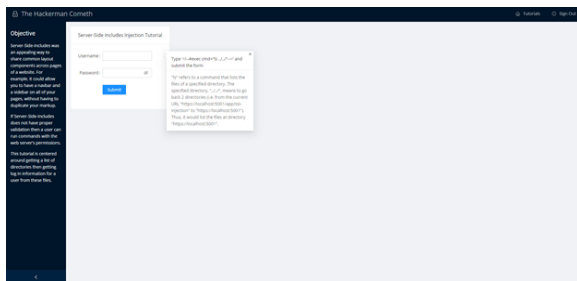 The Hackerman Cometh
Tutorials
Sign-Out
Objective
Server-Side-Includes was
an appealing way to
share common layout
components across pages
of a website. For
example, it could allow
you to have a navbar and
a sidebar on all of your
pages, without having to
duplicate your markup.
If Server-Side-Includes
does not have proper
validation then a user can
run commands with the
web server's permissions.
This tutorial is centered
around getting a list of
directories then getting
log in information for a
user from these files.
Server-Side Includes Injection Tutorial
Username:
Password:
Submit
and
submit the form
refers to a command that lists the
files of a specified directory. The
specified directory, means to go
back 2 directories (i.e. from the current
URL "https://localhost:5001/app/ssi-
injection" to "https://localhost:5001").
Thus, it would list the files at directory
"https://localhost:5001".